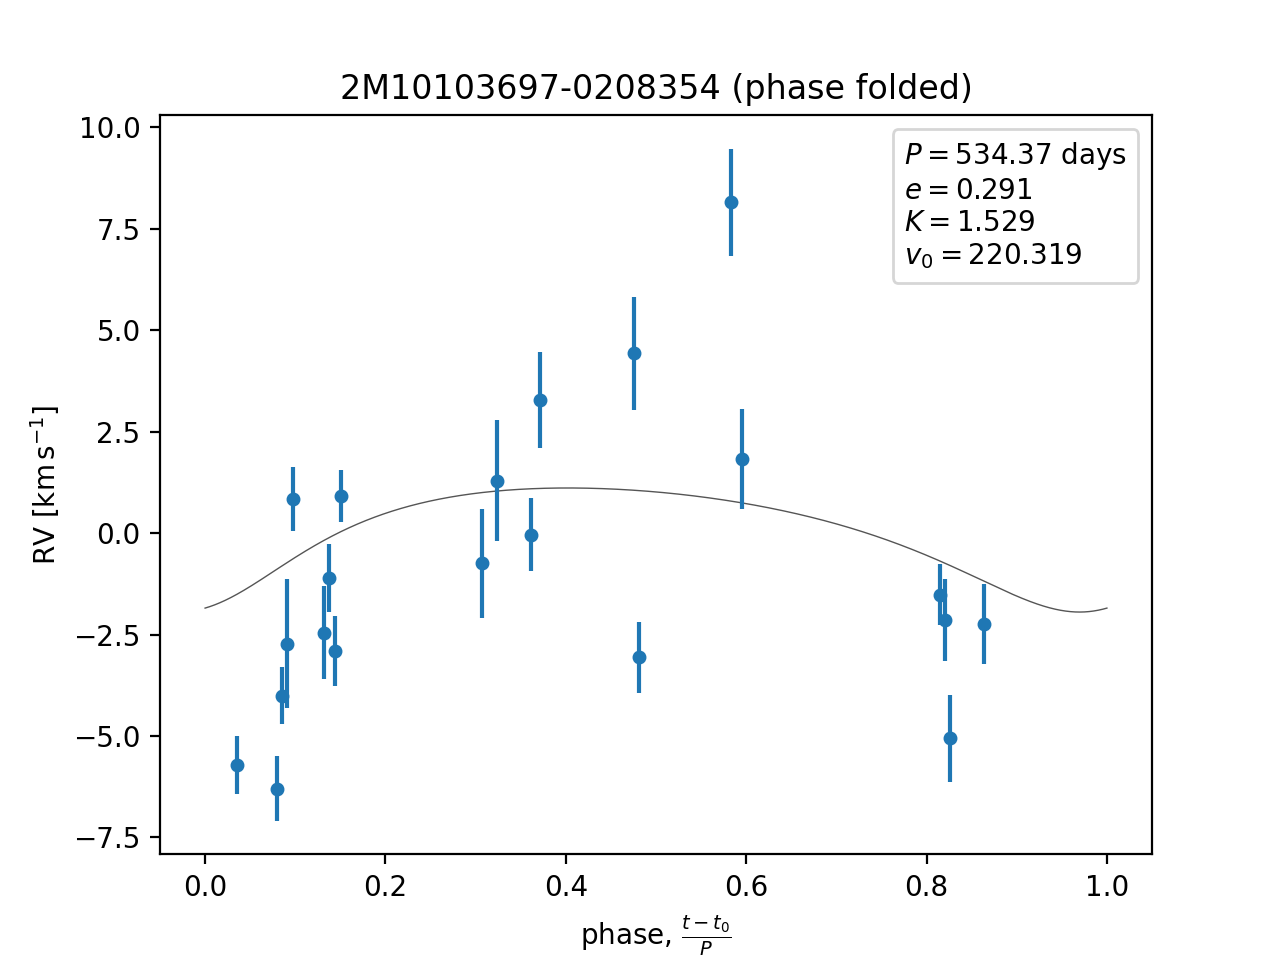 2M10103697-0208354 (phase folded)
P = 534.37 days
e = 0.291
K = 1.529
v₀ = 220.319
10.0
7.5
5.0
2.5
0.0
−2.5
−5.0
−7.5
RV [km s⁻¹]
0.0 0.2 0.4 0.6 0.8 1.0
phase, (t − t₀)/P